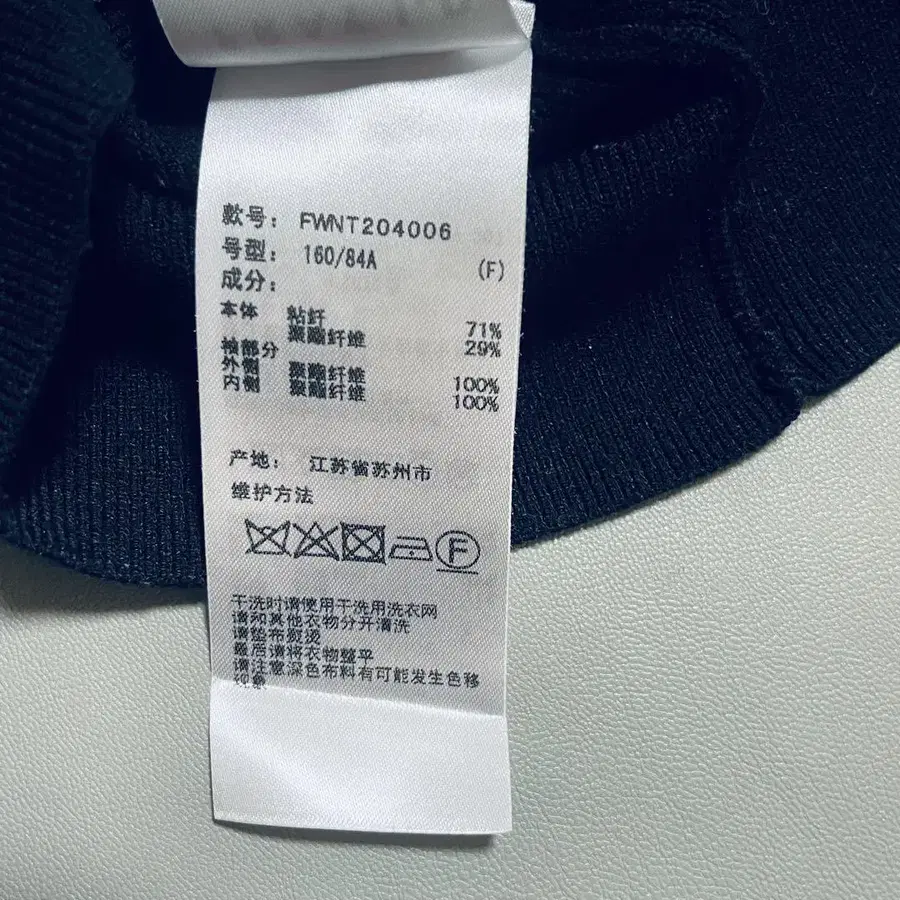 款号： FWNT204006
号型： 160/84A (F)
成分：
本体 粘纤 71%
聚酯纤维 29%
袖部分
外侧 聚酯纤维 100%
内侧 聚酯纤维 100%
产地： 江苏省苏州市
维护方法
F
干洗时请使用干洗用洗衣网
请和其他衣物分开清洗
请垫布熨烫
最后请将衣物整平
请注意深色布料有可能发生色移
现象